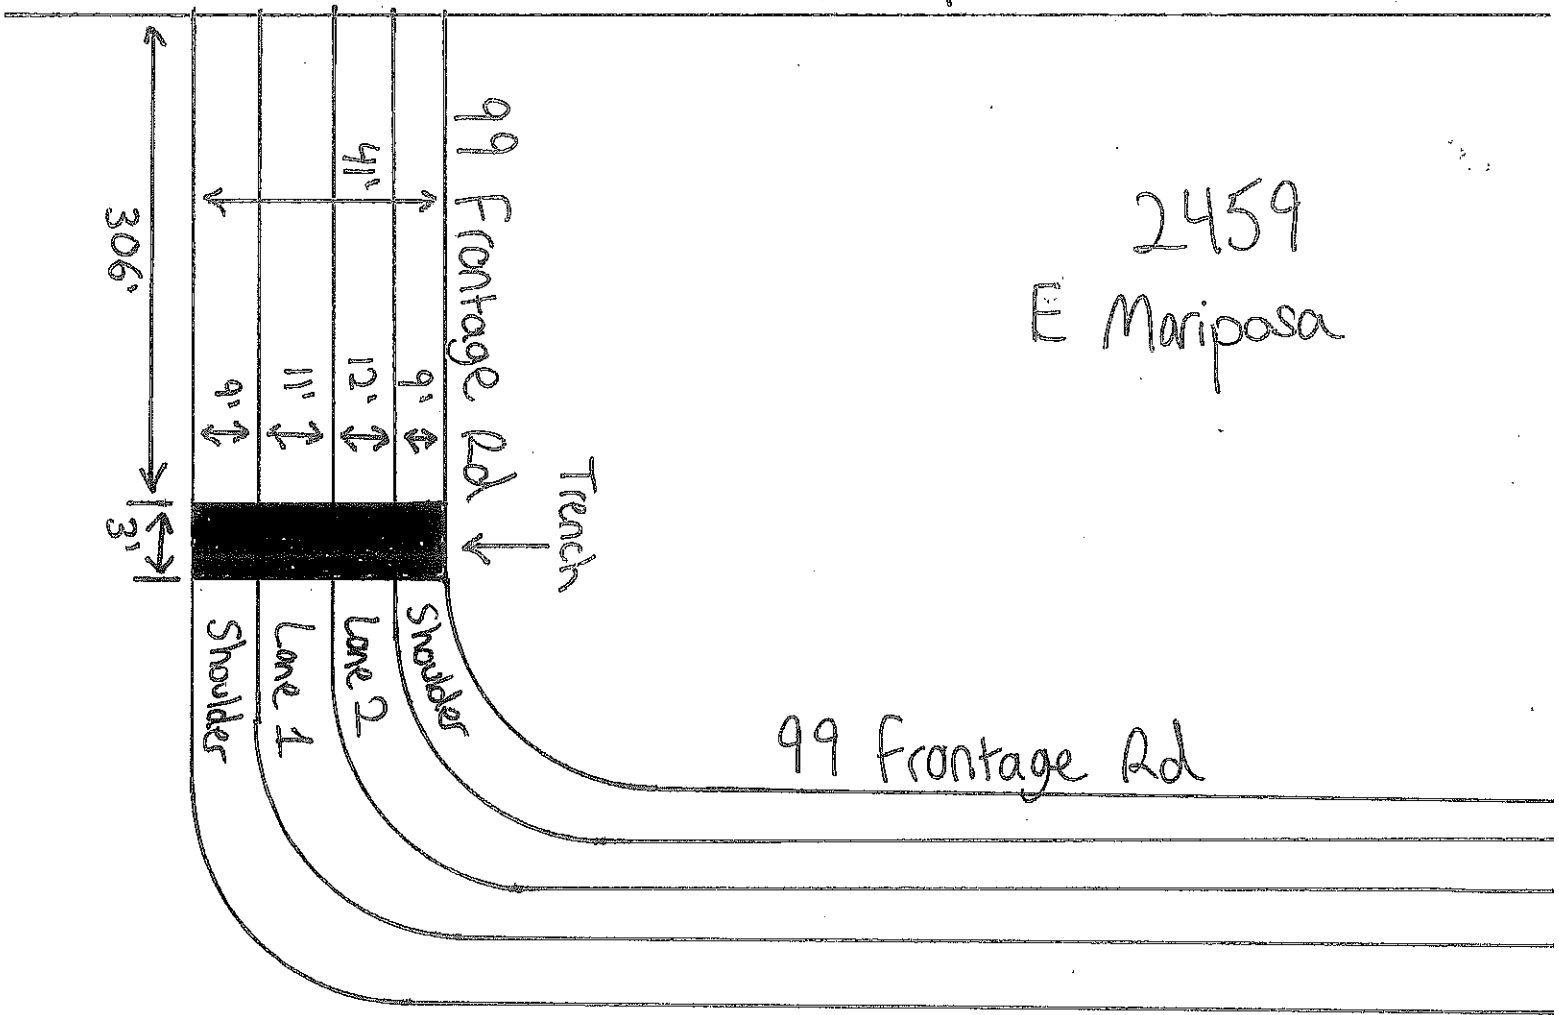 2459
E Mariposa
99 Frontage Rd
41'
306'
9'
11'
12'
9'
3'
Trench
Shoulder
Lane 1
Lane 2
Shoulder
99 Frontage Rd